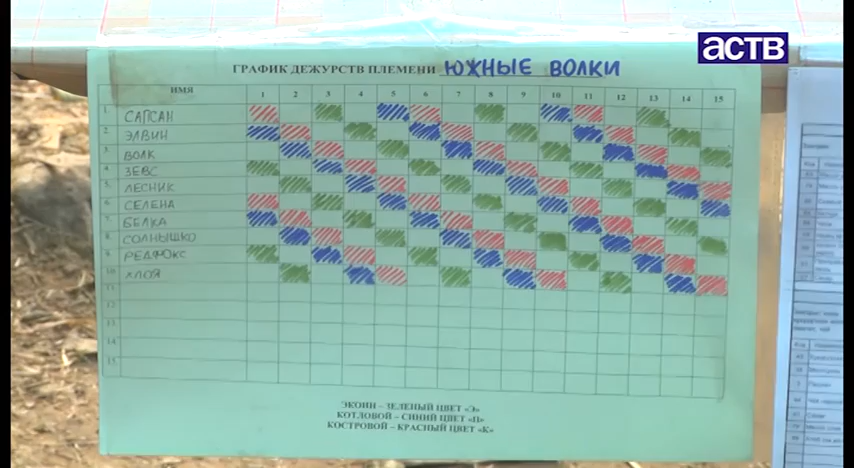 АСТВ
ГРАФИК ДЕЖУРСТВ ПЛЕМЕНИ ЮЖНЫЕ ВОЛКИ
ИМЯ 1 2 3 4 5 6 7 8 9 10 11 12 13 14 15
1. САПСАН
2. ЭЛВИН
3. ВОЛК
4. ЗЕВС
5. ЛЕСНИК
6. СЕЛЕНА
7. БЕЛКА
8. СОЛНЫШКО
9. РЕДФОКС
10. КЛОЯ
11.
12.
13.
14.
15.
ЭКОИН – ЗЕЛЕНЫЙ ЦВЕТ «Э»
КОТЛОВОЙ – СИНИЙ ЦВЕТ «П»
КОСТРОВОЙ – КРАСНЫЙ ЦВЕТ «К»